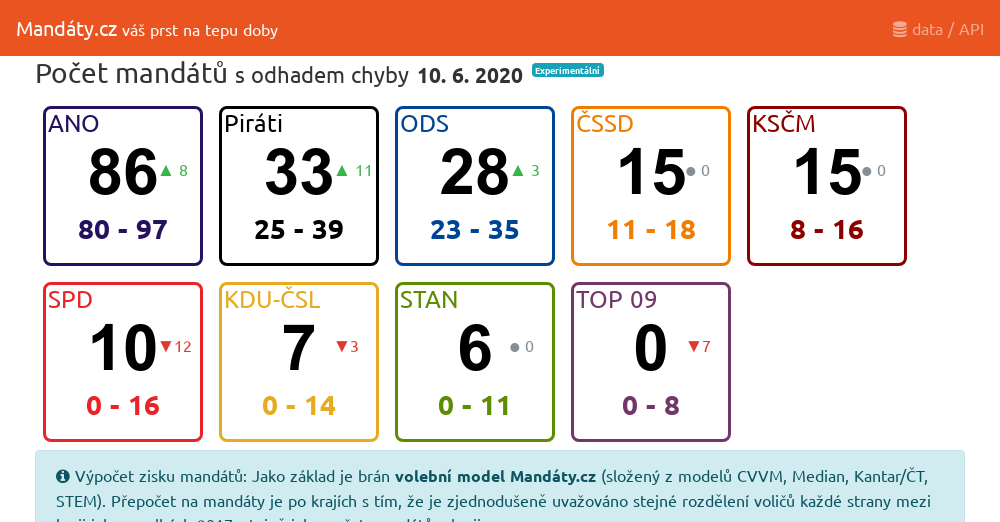 Mandáty.cz váš prst na tepu doby
data / API
Počet mandátů s odhadem chyby 10. 6. 2020 Experimentální
ANO
86 ▲ 8
80 - 97
Piráti
33 ▲ 11
25 - 39
ODS
28 ▲ 3
23 - 35
ČSSD
15 ● 0
11 - 18
KSČM
15 ● 0
8 - 16
SPD
10 ▼12
0 - 16
KDU-ČSL
7 ▼3
0 - 14
STAN
6 ● 0
0 - 11
TOP 09
0 ▼7
0 - 8
Výpočet zisku mandátů: Jako základ je brán volební model Mandáty.cz (složený z modelů CVVM, Median, Kantar/ČT,
STEM). Přepočet na mandáty je po krajích s tím, že je zjednodušeně uvažováno stejné rozdělení voličů každé strany mezi